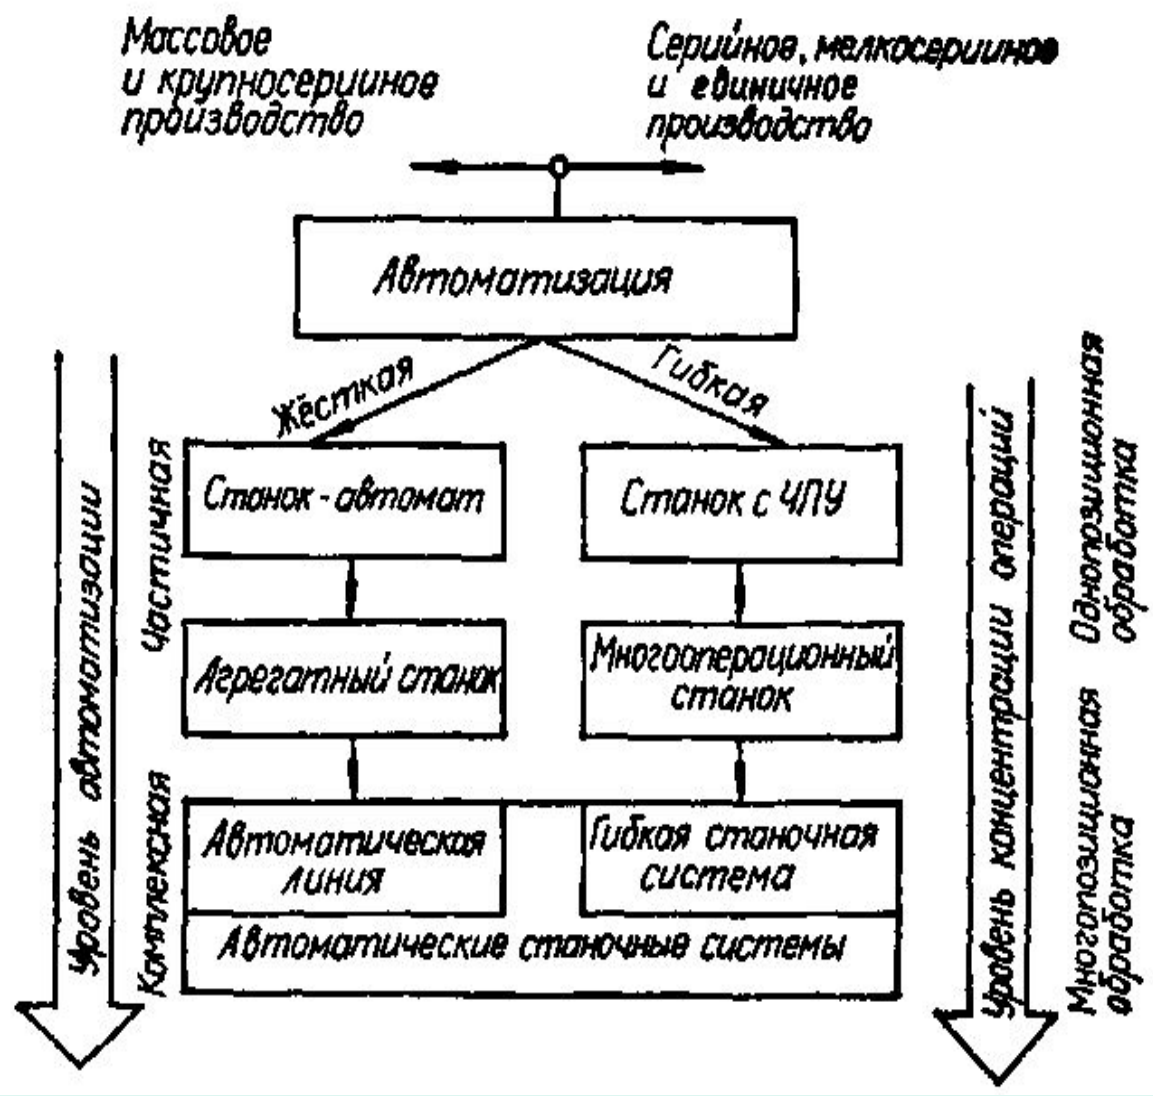 Массовое
и крупносерийное
производство
Серийное, мелкосерийное
и единичное
производство
Автоматизация
Жёсткая
Гибкая
Станок-автомат
Станок с ЧПУ
Агрегатный станок
Многооперационный
станок
Автоматическая
линия
Гибкая станочная
система
Автоматические станочные системы
Уровень автоматизации
Частичная
Комплексная
Уровень концентрации операций
Однопозиционная
обработка
Многопозиционная
обработка